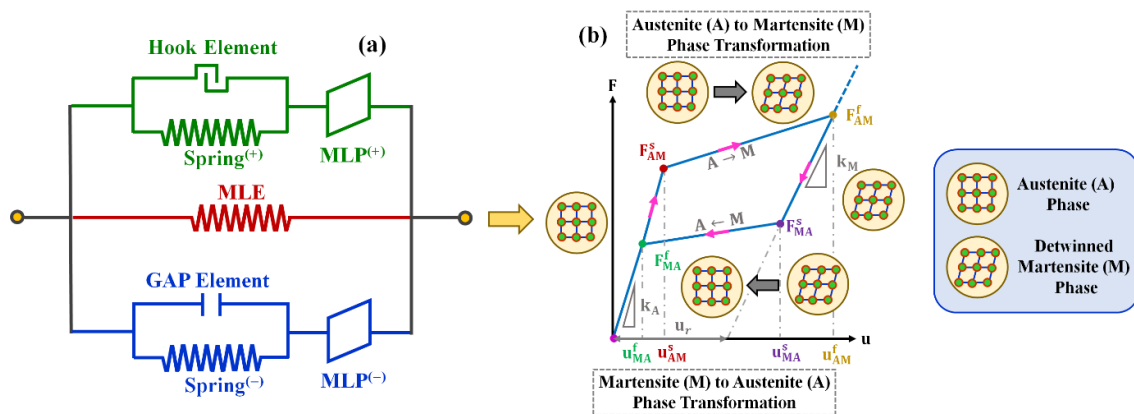 (a)
Hook Element
Spring(+)
MLP(+)
MLE
GAP Element
Spring(−)
MLP(−)
(b)
Austenite (A) to Martensite (M)
Phase Transformation
F
F^f_AM
F^s_AM
A → M
k_M
A ← M
F^s_MA
F^f_MA
k_A
u_r
u
u^f_MA
u^s_AM
u^s_MA
u^f_AM
Martensite (M) to Austenite (A)
Phase Transformation
Austenite (A)
Phase
Detwinned
Martensite (M)
Phase